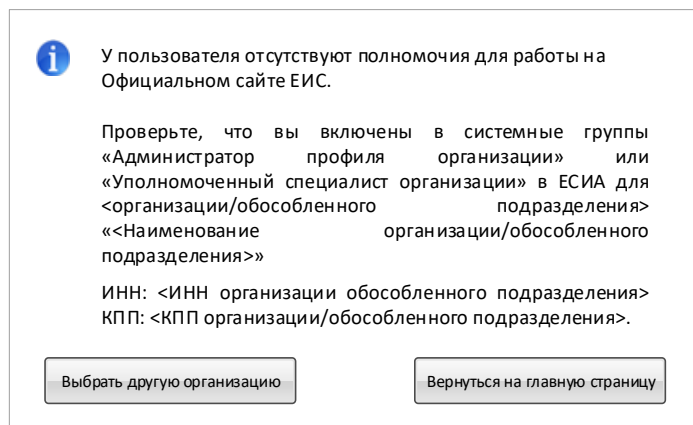 У пользователя отсутствуют полномочия для работы на
Официальном сайте ЕИС.
Проверьте, что вы включены в системные группы
«Администратор профиля организации» или
«Уполномоченный специалист организации» в ЕСИА для
<организации/обособленного подразделения>
«<Наименование организации/обособленного
подразделения>»
ИНН: <ИНН организации обособленного подразделения>
КПП: <КПП организации/обособленного подразделения>.
Выбрать другую организацию
Вернуться на главную страницу